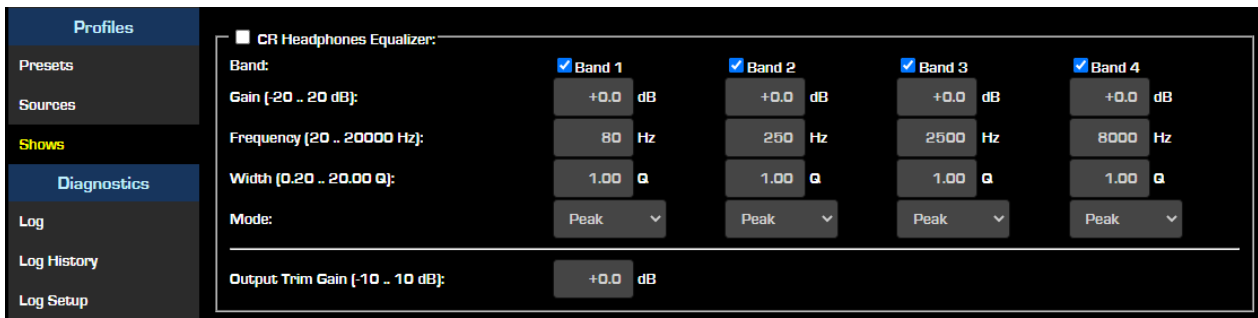 Profiles
Presets
Sources
Shows
Diagnostics
Log
Log History
Log Setup
CR Headphones Equalizer:
Band: Band 1 Band 2 Band 3 Band 4
Gain (-20 .. 20 dB): +0.0 dB +0.0 dB +0.0 dB +0.0 dB
Frequency (20 .. 20000 Hz): 80 Hz 250 Hz 2500 Hz 8000 Hz
Width (0.20 .. 20.00 Q): 1.00 Q 1.00 Q 1.00 Q 1.00 Q
Mode: Peak Peak Peak Peak
Output Trim Gain (-10 .. 10 dB): +0.0 dB